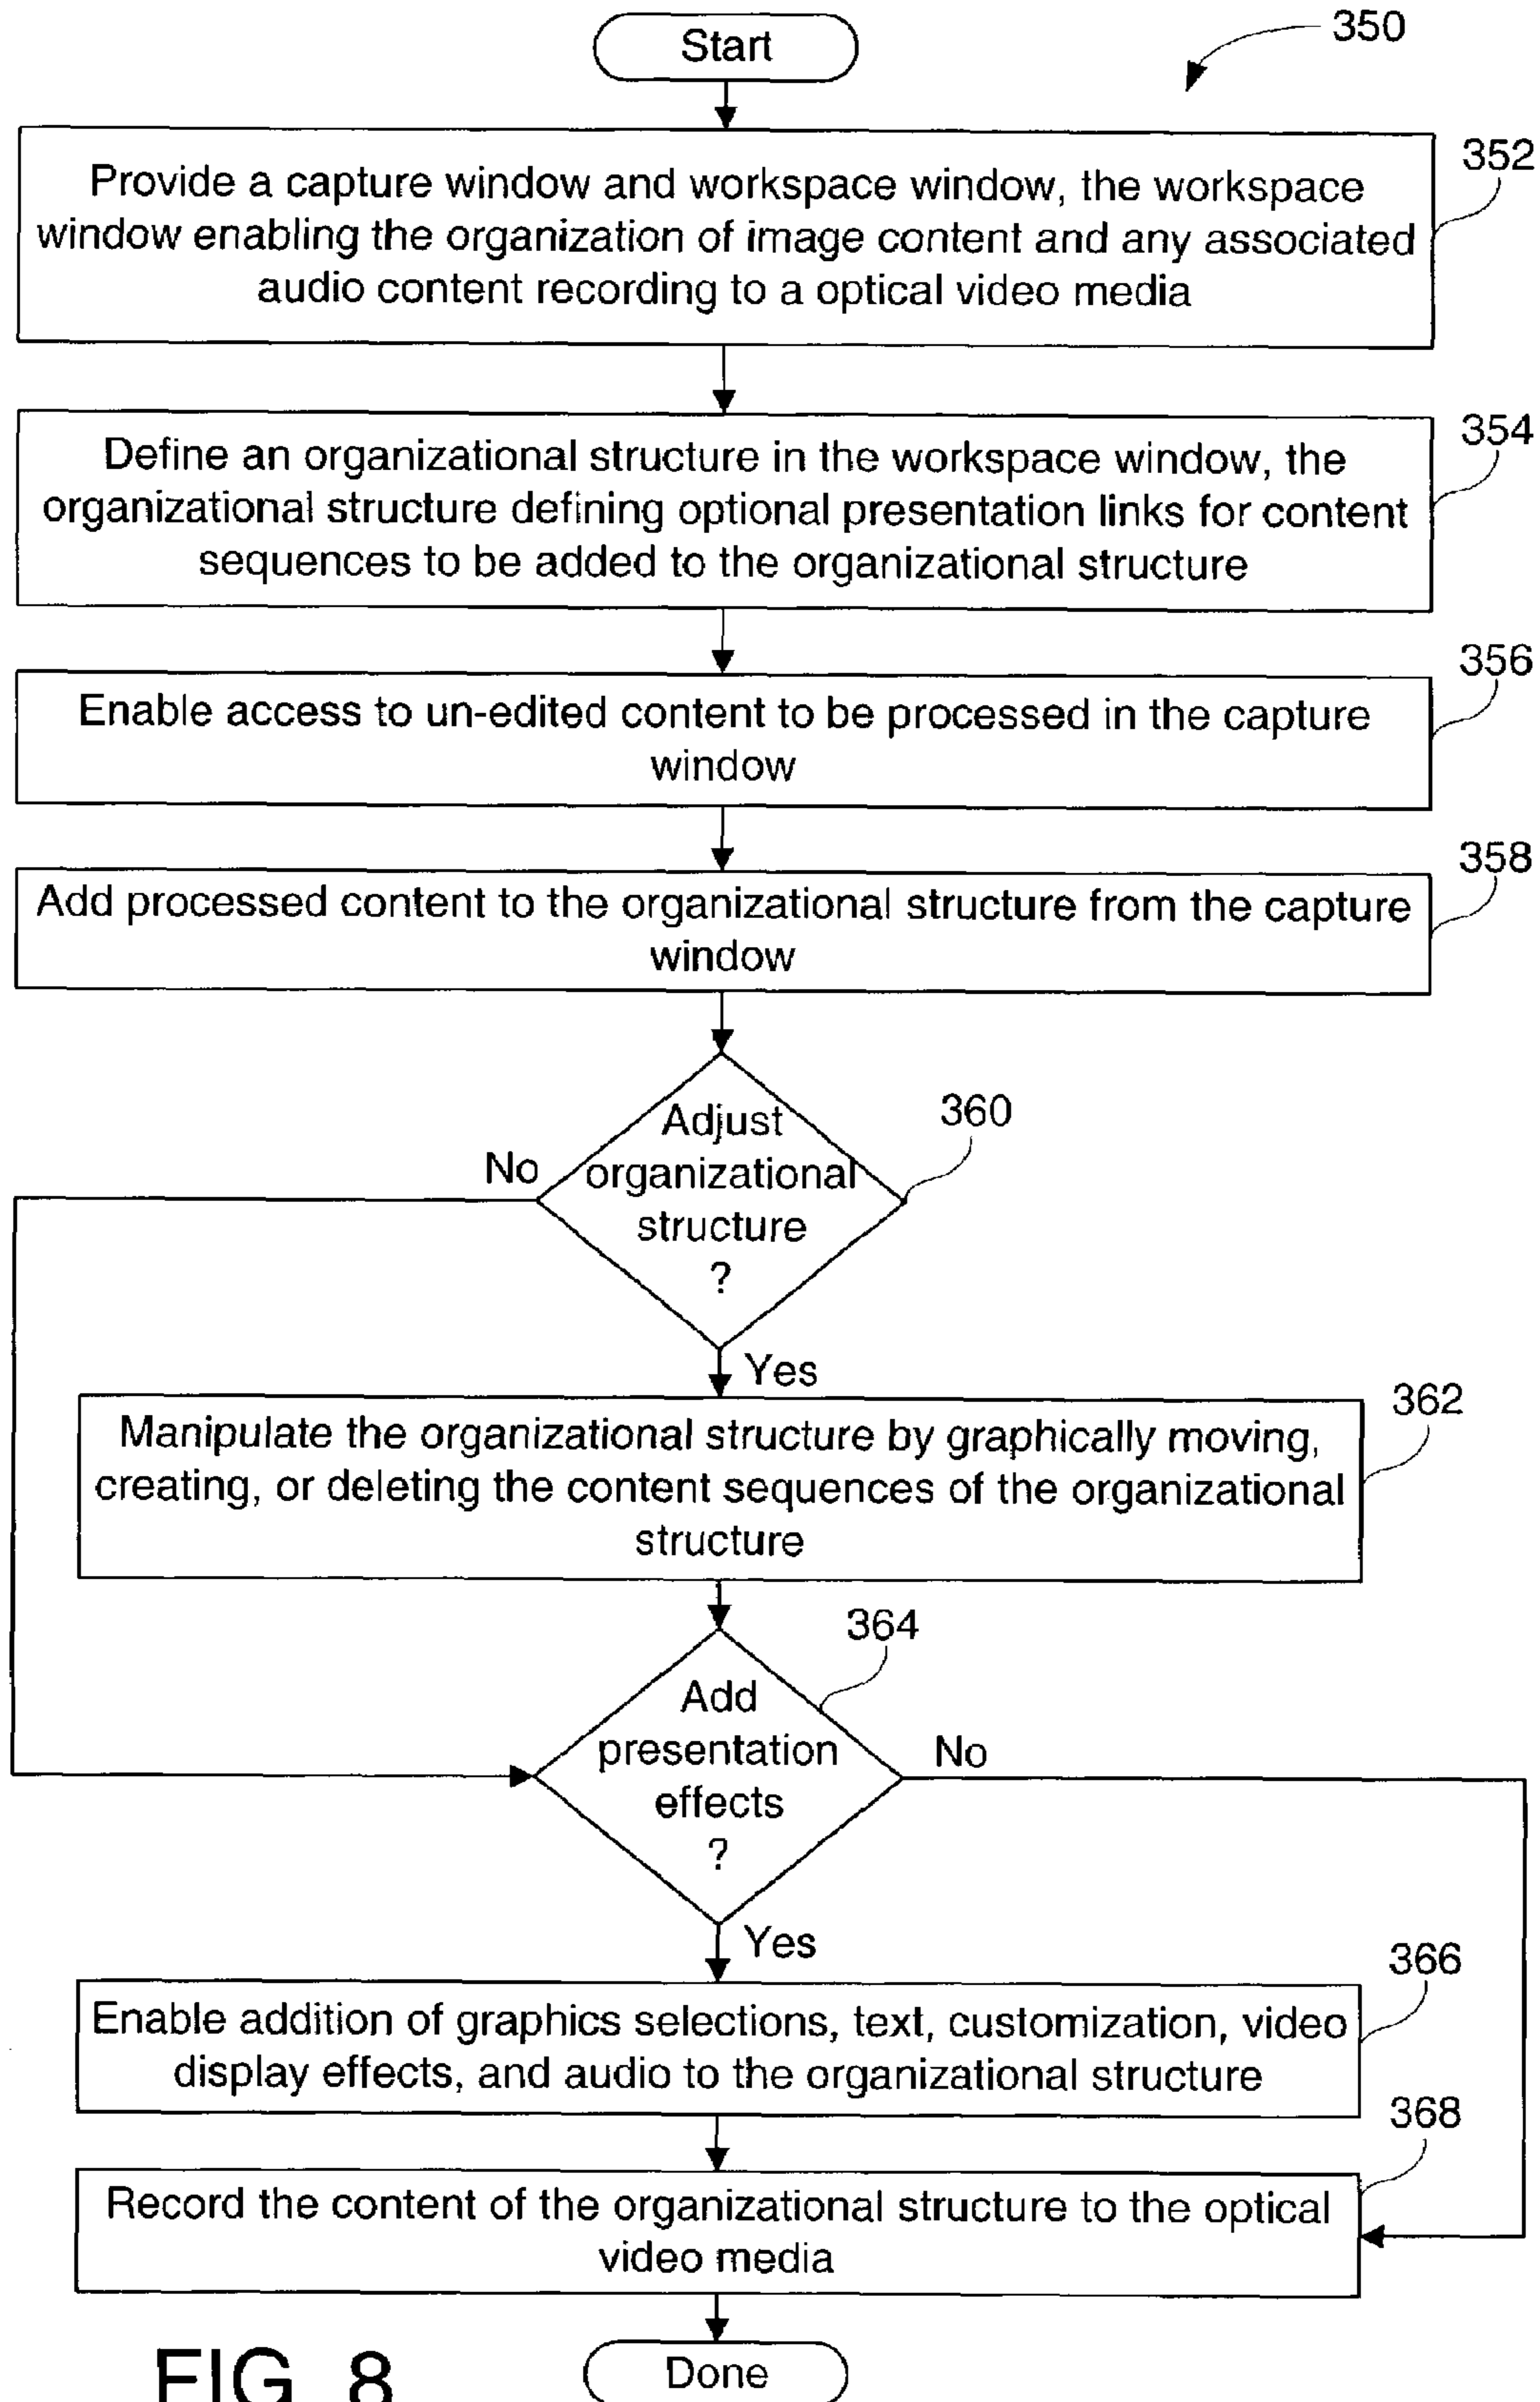 Start
350
Provide a capture window and workspace window, the workspace
window enabling the organization of image content and any associated
audio content recording to a optical video media
352
Define an organizational structure in the workspace window, the
organizational structure defining optional presentation links for content
sequences to be added to the organizational structure
354
Enable access to un-edited content to be processed in the capture
window
356
Add processed content to the organizational structure from the capture
window
358
Adjust
organizational
structure
?
360
No
Yes
Manipulate the organizational structure by graphically moving,
creating, or deleting the content sequences of the organizational
structure
362
Add
presentation
effects
?
364
No
Yes
Enable addition of graphics selections, text, customization, video
display effects, and audio to the organizational structure
366
Record the content of the organizational structure to the optical
video media
368
Done
FIG. 8